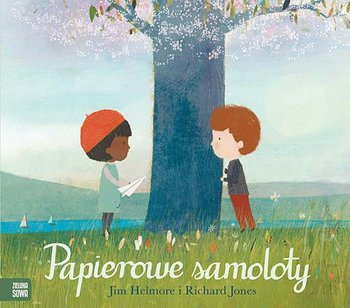 Papierowe samoloty
Jim Helmore i Richard Jones
ZIELONA
SOWA